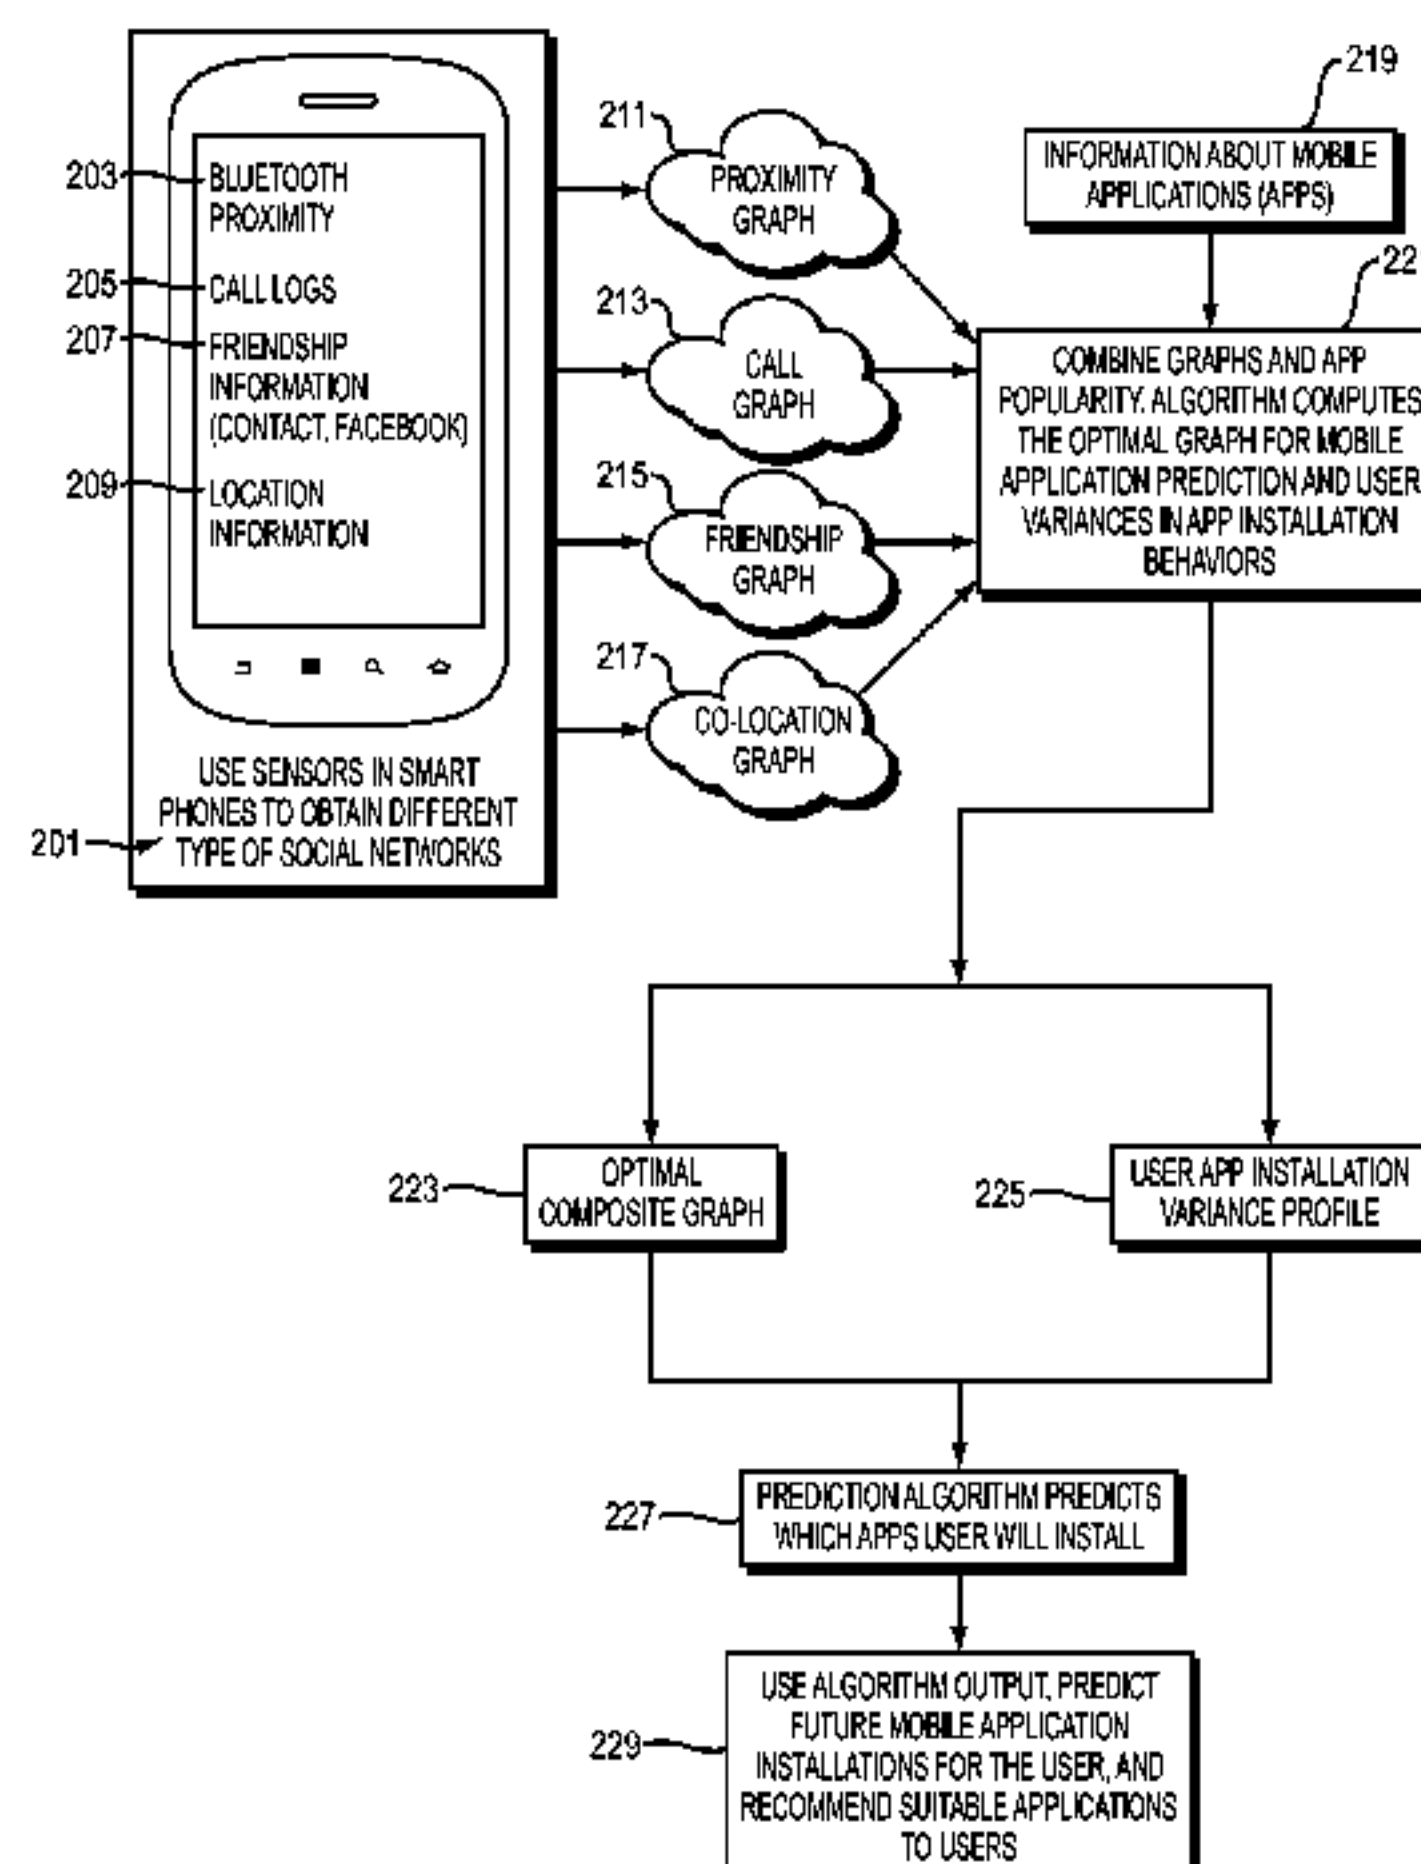 203
BLUETOOTH
PROXIMITY
205
CALL LOGS
207
FRIENDSHIP
INFORMATION
(CONTACT, FACEBOOK)
209
LOCATION
INFORMATION
USE SENSORS IN SMART
PHONES TO OBTAIN DIFFERENT
TYPE OF SOCIAL NETWORKS
201
211
PROXIMITY
GRAPH
213
CALL
GRAPH
215
FRIENDSHIP
GRAPH
217
CO-LOCATION
GRAPH
219
INFORMATION ABOUT MOBILE
APPLICATIONS (APPS)
22
COMBINE GRAPHS AND APP
POPULARITY. ALGORITHM COMPUTES
THE OPTIMAL GRAPH FOR MOBILE
APPLICATION PREDICTION AND USER
VARIANCES IN APP INSTALLATION
BEHAVIORS
223
OPTIMAL
COMPOSITE GRAPH
225
USER APP INSTALLATION
VARIANCE PROFILE
227
PREDICTION ALGORITHM PREDICTS
WHICH APPS USER WILL INSTALL
229
USE ALGORITHM OUTPUT, PREDICT
FUTURE MOBILE APPLICATION
INSTALLATIONS FOR THE USER, AND
RECOMMEND SUITABLE APPLICATIONS
TO USERS